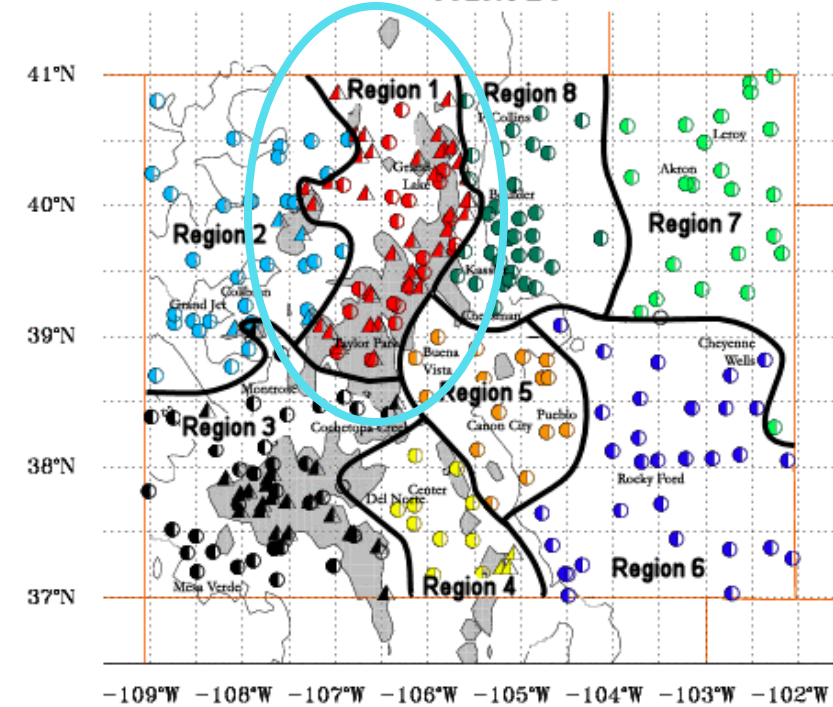 41°N
Region 1
Region 8
Ft Collins
Leroy
Grand
Lake
Akron
40°N
Boulder
Region 7
Region 2
Kassler
Collbran
Grand Jct
Cheesman
39°N
Taylor Park
Buena
Vista
Cheyenne
Wells
Montrose
Region 5
Region 3
Cochetopa Creek
Canon City
Pueblo
38°N
Rocky Ford
Del Norte
Center
Mesa Verde
Region 4
Region 6
37°N
-109°W -108°W -107°W -106°W -105°W -104°W -103°W -102°W